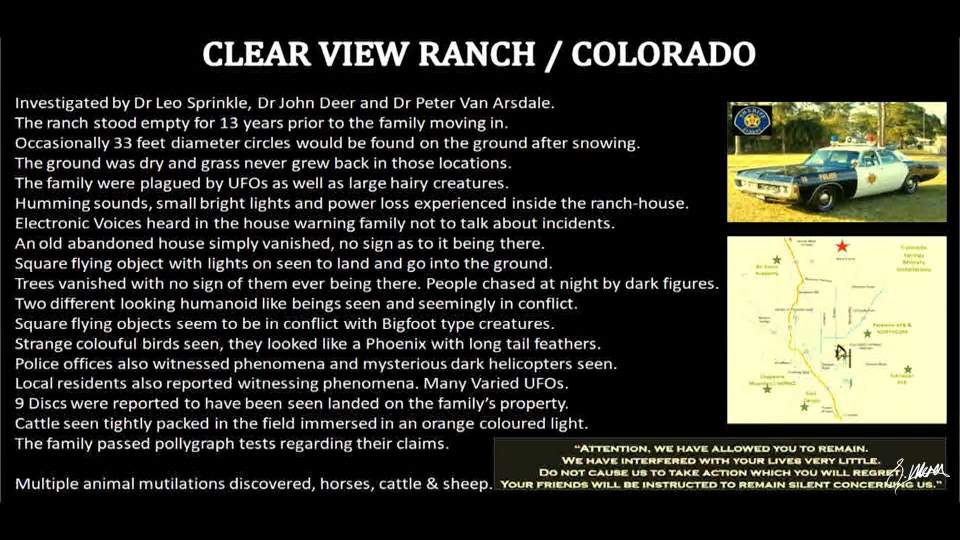 CLEAR VIEW RANCH / COLORADO
Investigated by Dr Leo Sprinkle, Dr John Deer and Dr Peter Van Arsdale.
The ranch stood empty for 13 years prior to the family moving in.
Occasionally 33 feet diameter circles would be found on the ground after snowing.
The ground was dry and grass never grew back in those locations.
The family were plagued by UFOs as well as large hairy creatures.
Humming sounds, small bright lights and power loss experienced inside the ranch-house.
Electronic Voices heard in the house warning family not to talk about incidents.
An old abandoned house simply vanished, no sign as to it being there.
Square flying object with lights on seen to land and go into the ground.
Trees vanished with no sign of them ever being there. People chased at night by dark figures.
Two different looking humanoid like beings seen and seemingly in conflict.
Square flying objects seem to be in conflict with Bigfoot type creatures.
Strange colouful birds seen, they looked like a Phoenix with long tail feathers.
Police offices also witnessed phenomena and mysterious dark helicopters seen.
Local residents also reported witnessing phenomena. Many Varied UFOs.
9 Discs were reported to have been seen landed on the family's property.
Cattle seen tightly packed in the field immersed in an orange coloured light.
The family passed pollygraph tests regarding their claims.
Multiple animal mutilations discovered, horses, cattle & sheep.
SHERIFF
POLICE
Colorado
Springs
Military
Installations
"ATTENTION, WE HAVE ALLOWED YOU TO REMAIN.
WE HAVE INTERFERED WITH YOUR LIVES VERY LITTLE.
DO NOT CAUSE US TO TAKE ACTION WHICH YOU WILL REGRET!
YOUR FRIENDS WILL BE INSTRUCTED TO REMAIN SILENT CONCERNING US."